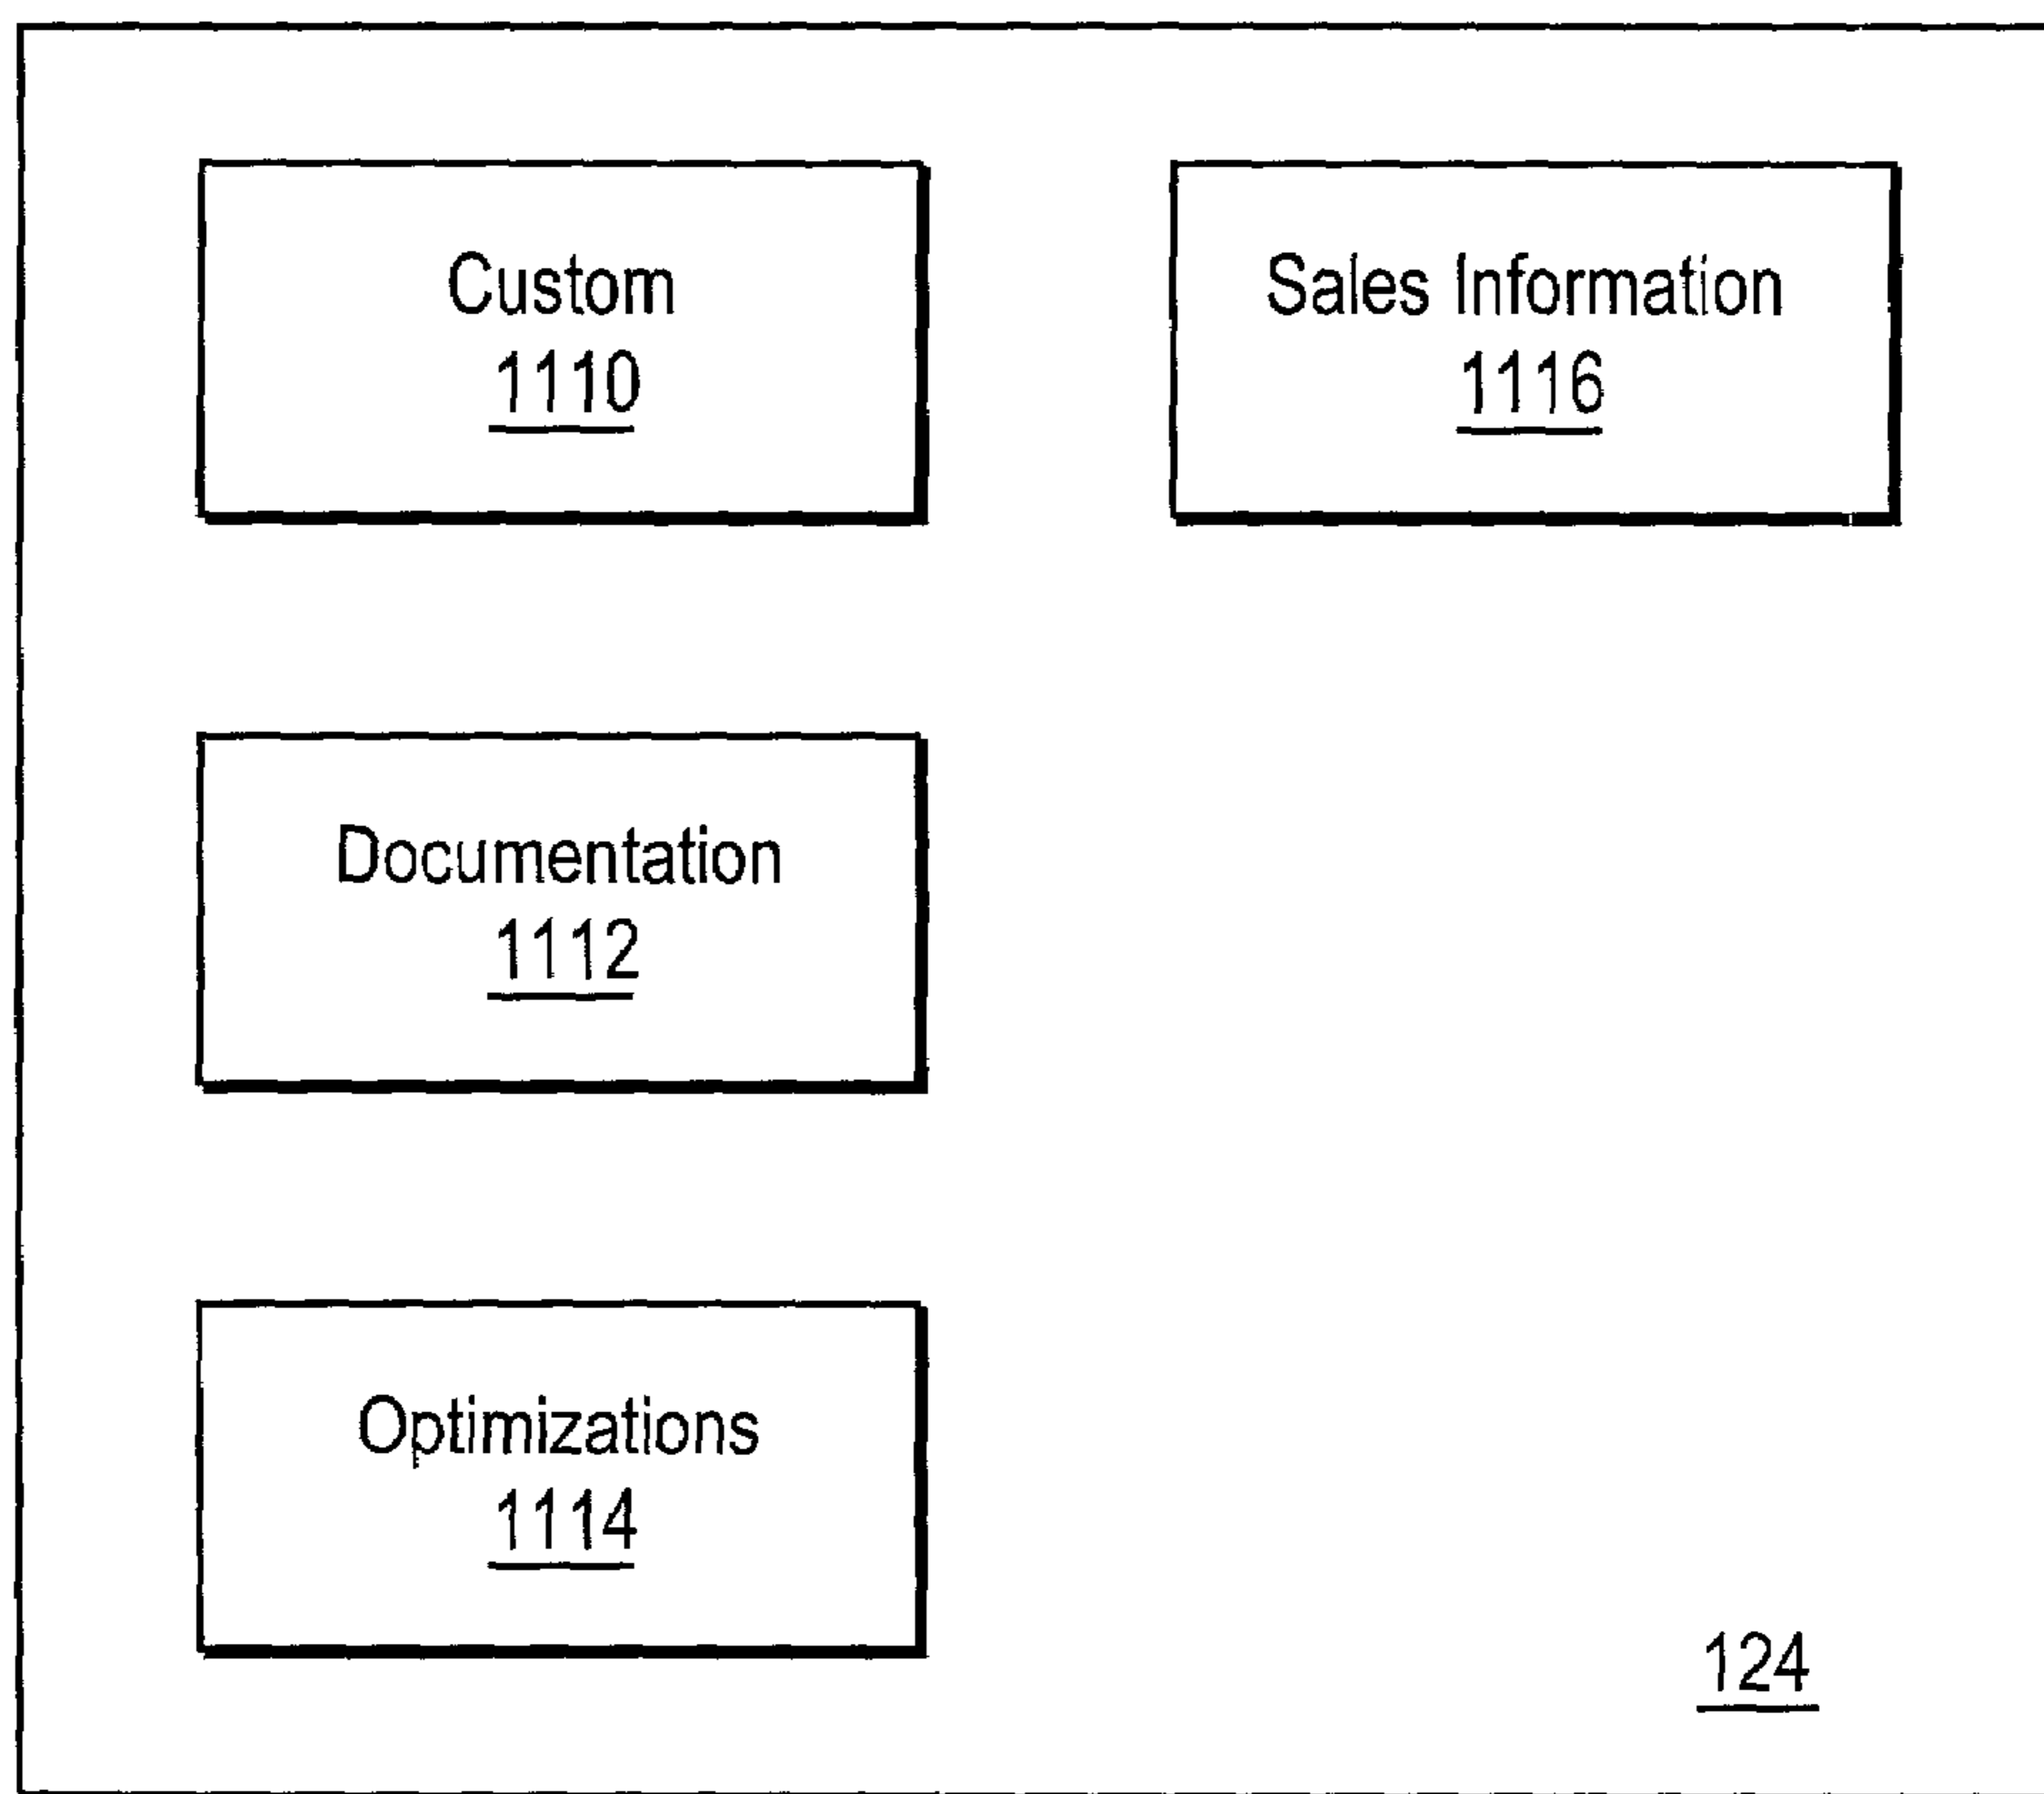 Custom
1110
Sales Information
1116
Documentation
1112
Optimizations
1114
124